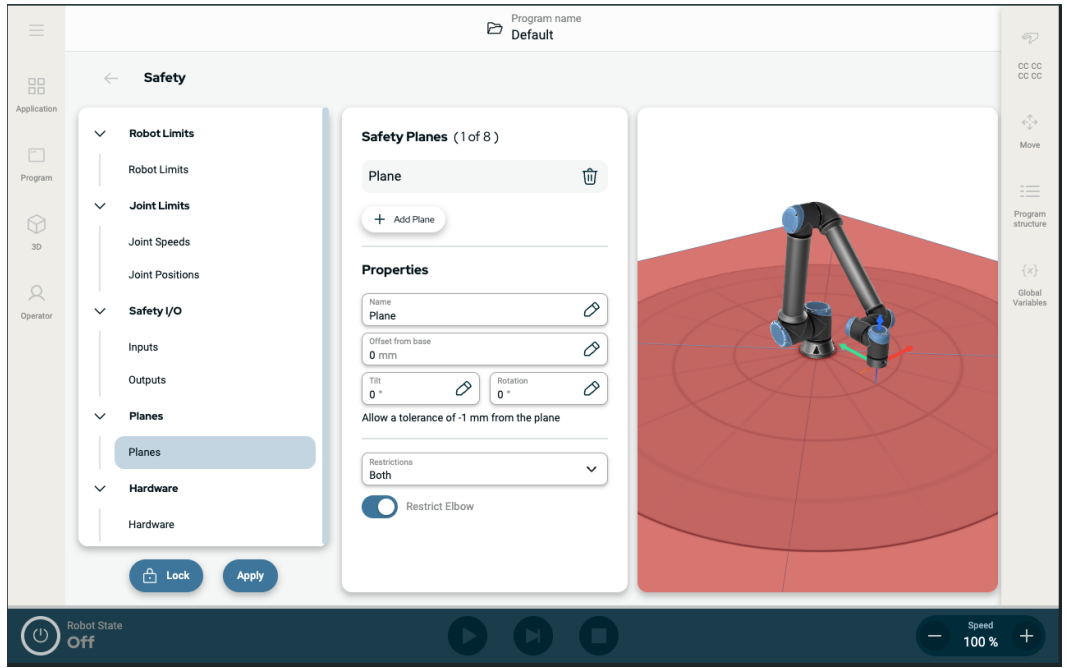 Program name
Default
Safety
Application
Program
3D
Operator
Robot Limits
Robot Limits
Joint Limits
Joint Speeds
Joint Positions
Safety I/O
Inputs
Outputs
Planes
Planes
Hardware
Hardware
Lock
Apply
Safety Planes (1 of 8)
Plane
Add Plane
Properties
Name
Plane
Offset from base
0 mm
Tilt
0 °
Rotation
0 °
Allow a tolerance of -1 mm from the plane
Restrictions
Both
Restrict Elbow
CC CC
CC CC
Move
Program
structure
{x}
Global
Variables
Robot State
Off
Speed
100 %